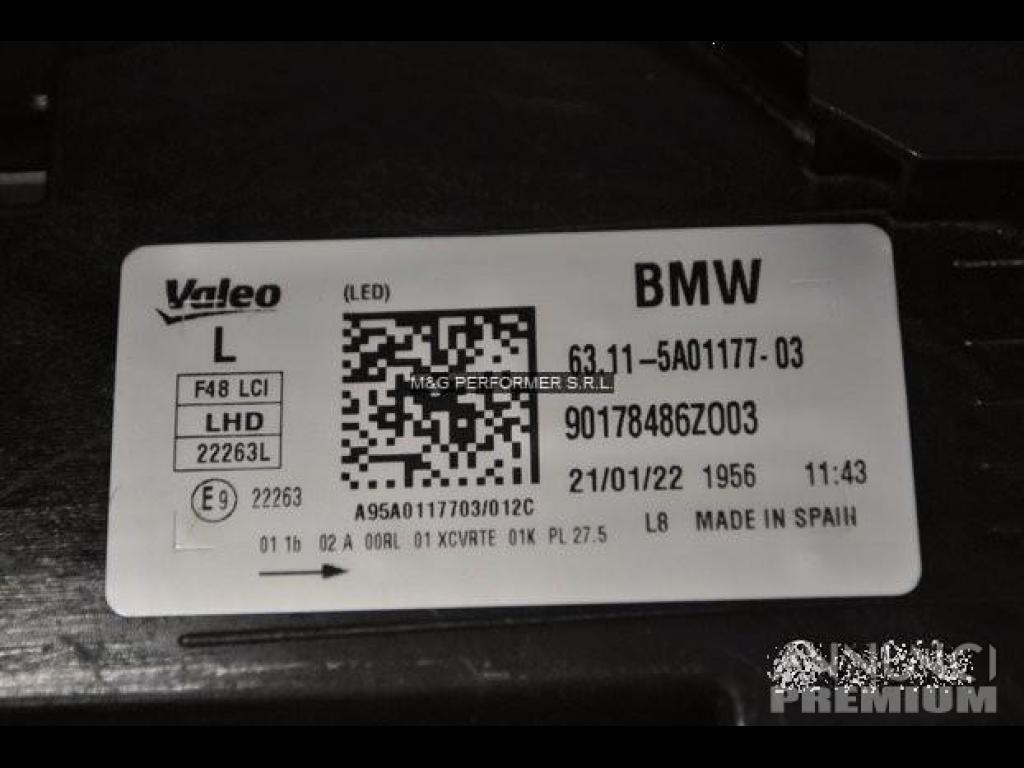 Valeo
L
F48 LCI
LHD
22263L
E9 22263
(LED)
M&G PERFORMER S.R.L.
A95A0117703/012C
01 1b 02 A 00RL 01 XCVRTE 01K PL 27.5
BMW
63.11-5A01177-03
90178486Z003
21/01/22 1956 11:43
L8 MADE IN SPAIN
ANNUNCI
PREMIUM